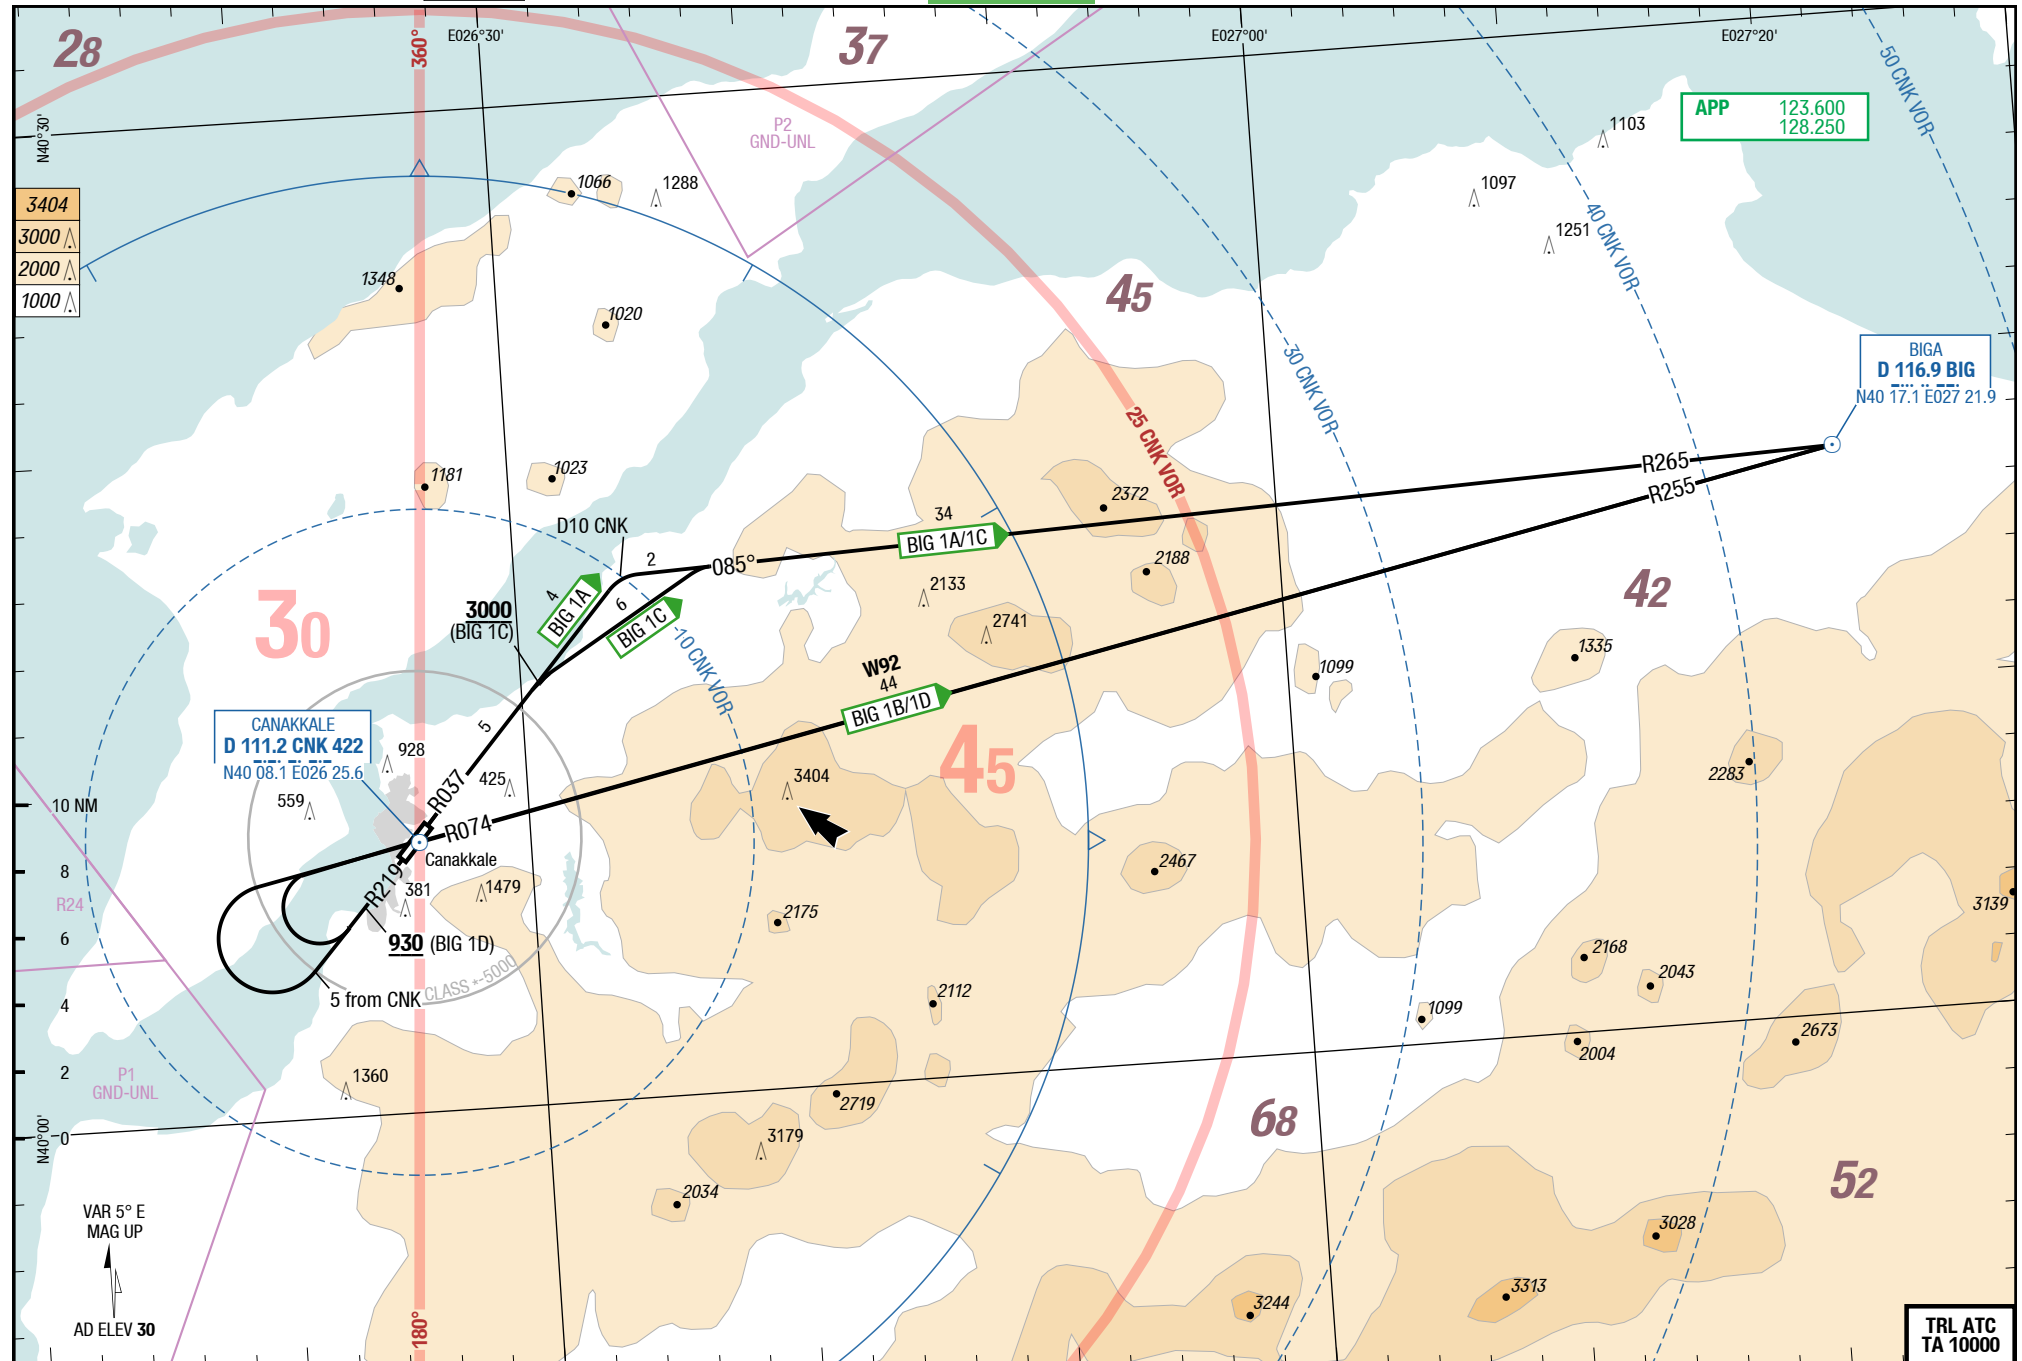 28
360°
E026°30'
37
E027°00'
E027°20'
50 CNK VOR
N40°30'
P2
GND-UNL
APP 123.600
128.250
1103
1066
1288
1097
3404
3000
2000
1000
1251
40 CNK VOR
1348
45
1020
30 CNK VOR
BIGA
D 116.9 BIG
N40 17.1 E027 21.9
25 CNK VOR
1181
1023
R265
R255
2372
D10 CNK
34
BIG 1A/1C
2
085°
2188
4
BIG 1A
6
BIG 1C
3000
(BIG 1C)
2133
42
30
2741
10 CNK VOR
1335
W92
44
BIG 1B/1D
1099
CANAKKALE
D 111.2 CNK 422
N40 08.1 E026 25.6
5
928
45
2283
3404
425
R037
559
10 NM
R074
Canakkale
2467
8
R219
381
1479
R24
3139
2175
6
930 (BIG 1D)
2168
CLASS *-5000
2043
5 from CNK
4
2112
1099
2673
2004
1360
2
P1
GND-UNL
2719
68
3179
N40°00'
0
2034
52
VAR 5° E
MAG UP
3028
3313
3244
AD ELEV 30
180°
TRL ATC
TA 10000